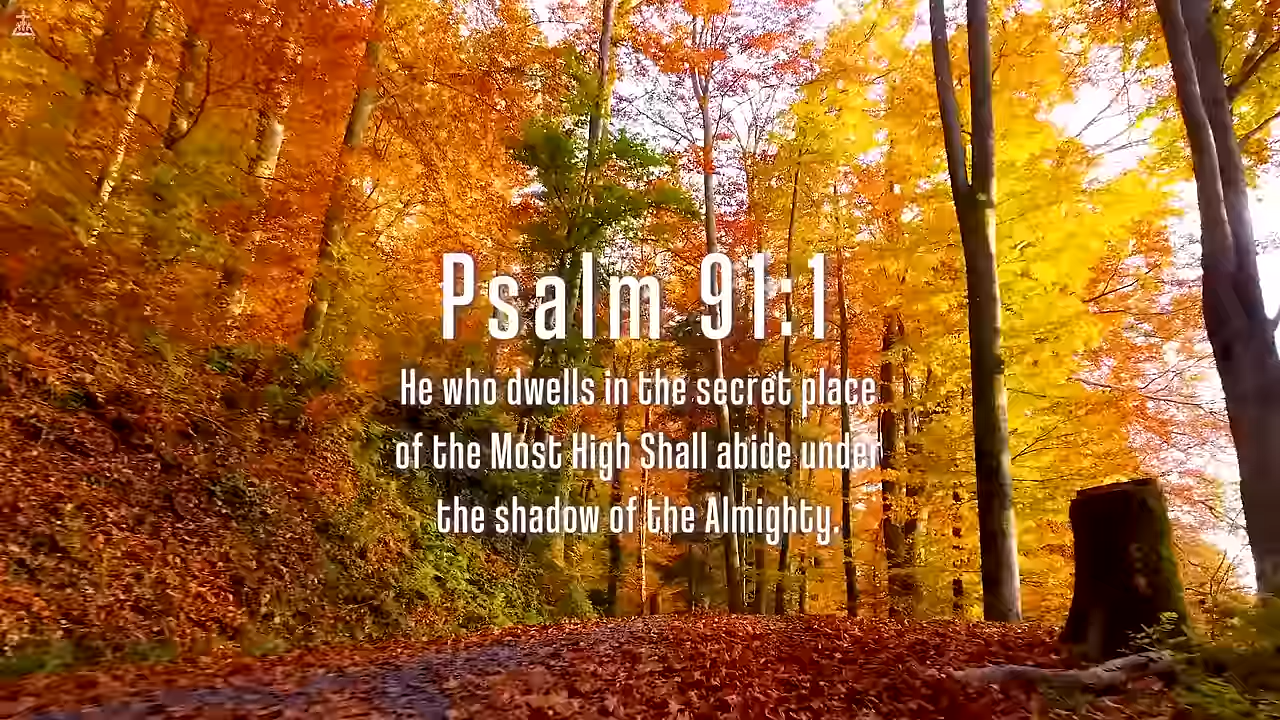 Psalm 91:1
He who dwells in the secret place
of the Most High Shall abide under
the shadow of the Almighty.